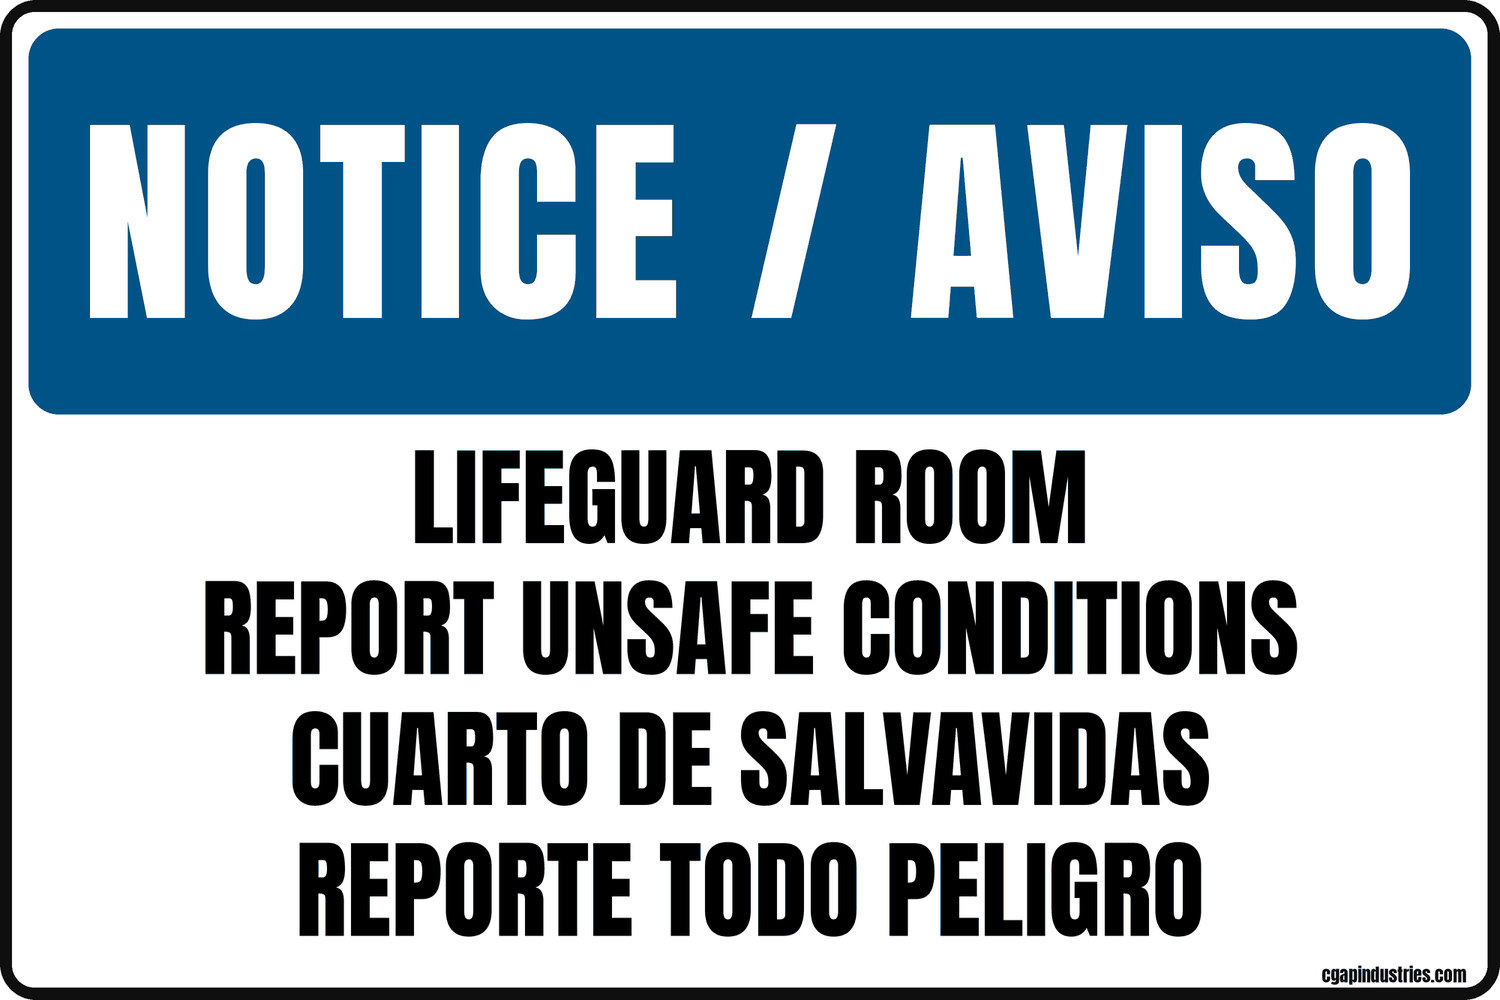 NOTICE / AVISO
LIFEGUARD ROOM
REPORT UNSAFE CONDITIONS
CUARTO DE SALVAVIDAS
REPORTE TODO PELIGRO
cgapindustries.com